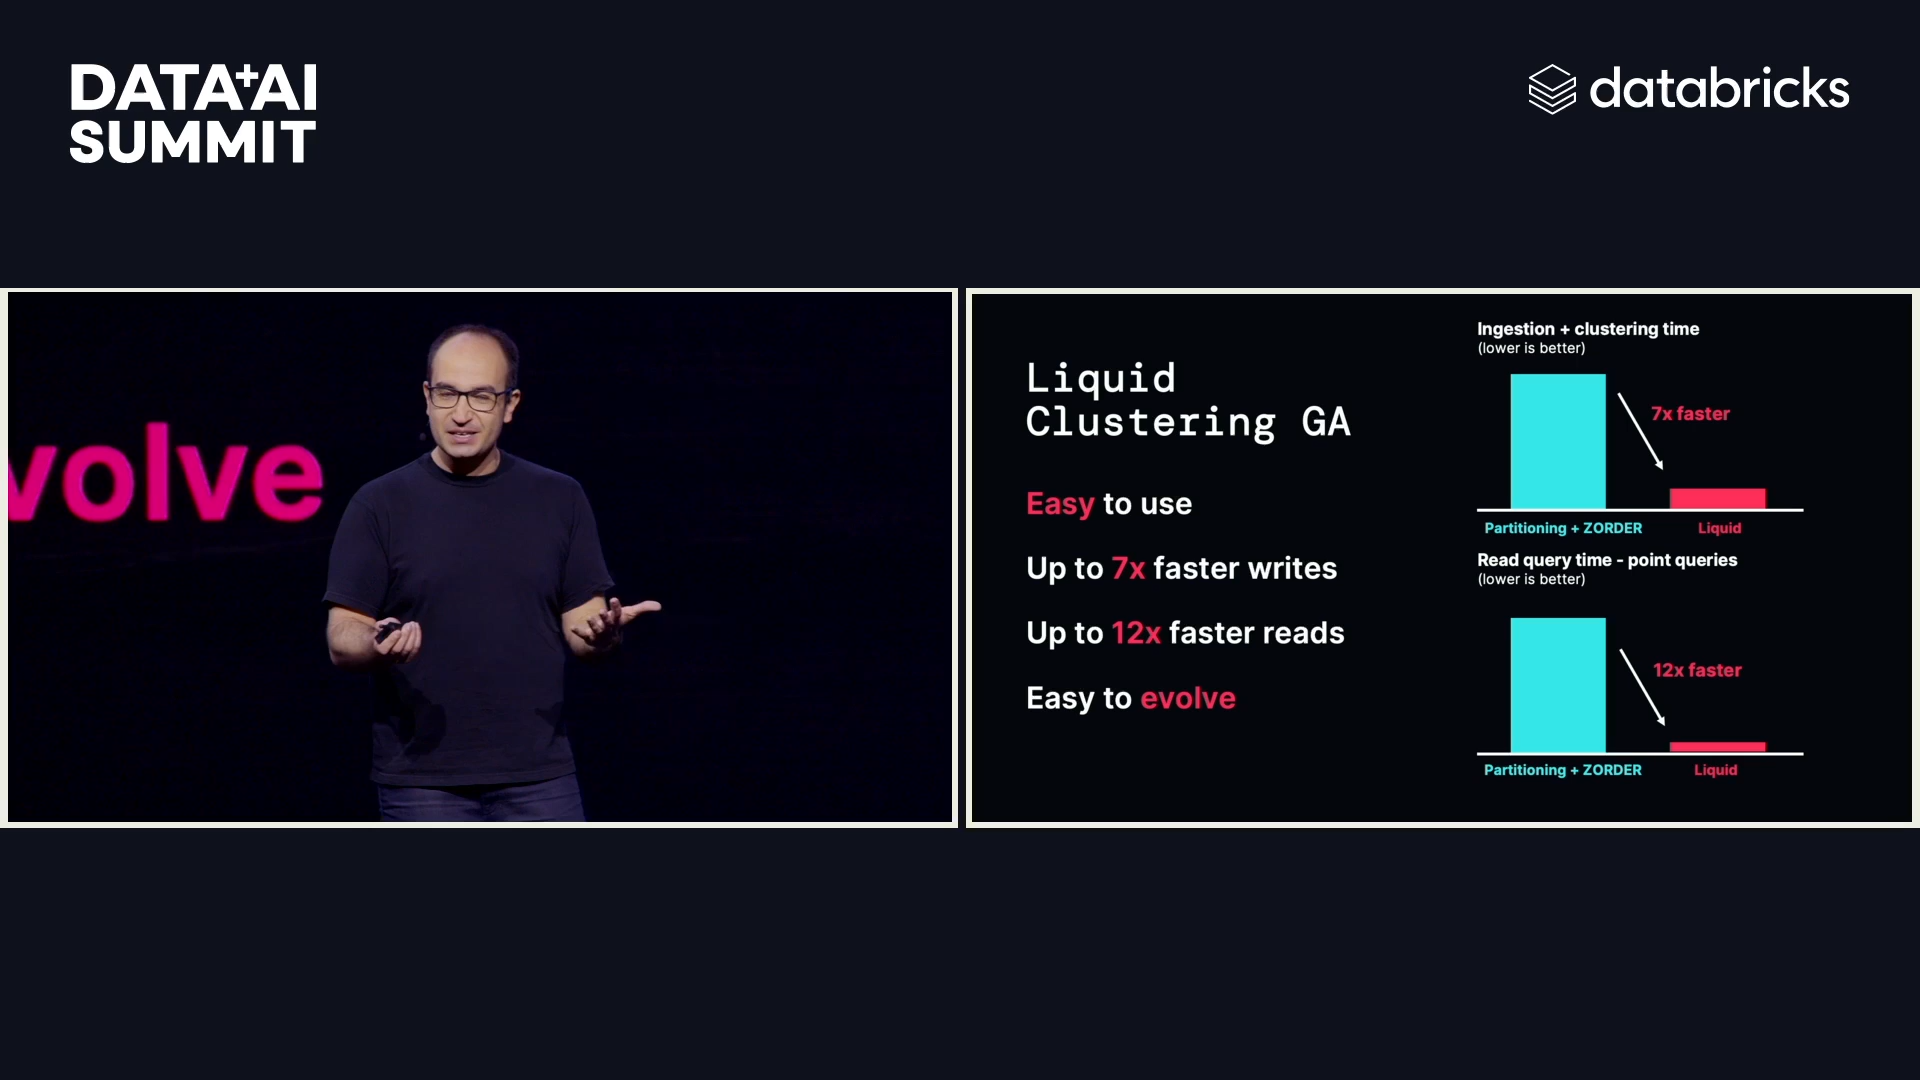 DATA+AI
SUMMIT
databricks
volve
Liquid
Clustering GA
Easy to use
Up to 7x faster writes
Up to 12x faster reads
Easy to evolve
Ingestion + clustering time
(lower is better)
7x faster
Partitioning + ZORDER
Liquid
Read query time - point queries
(lower is better)
12x faster
Partitioning + ZORDER
Liquid